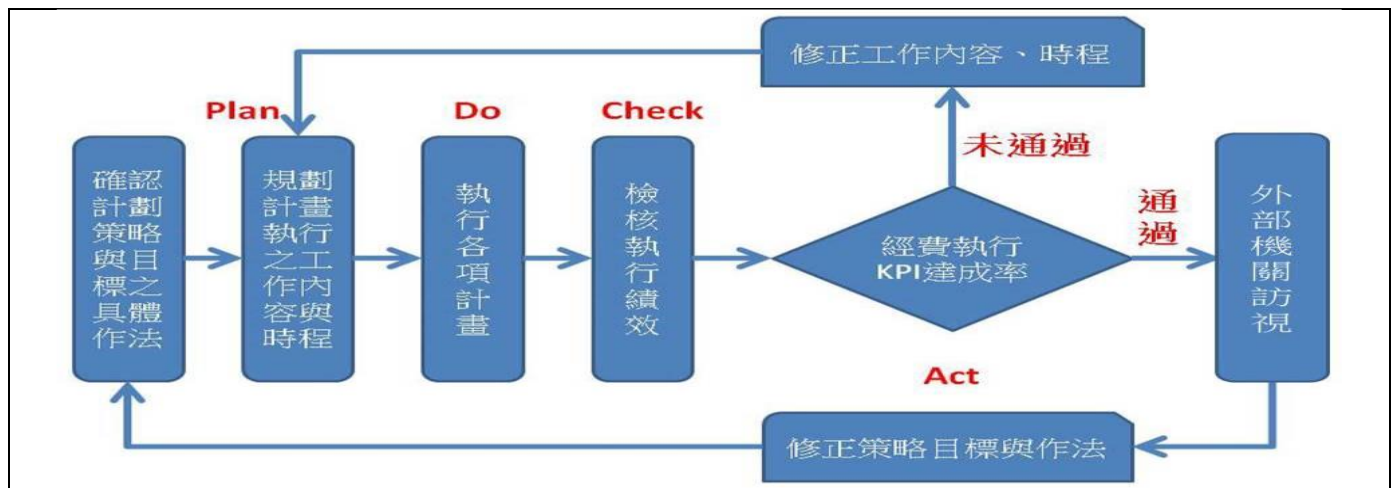 修正工作內容、時程
Plan
Do
Check
未通過
通過
確認
計劃
策略
與目
標之
具體
作法
規劃
計畫
執行
之工
作內
容與
時程
執行各項計畫
檢核執行績效
經費執行
KPI達成率
外部機關訪視
Act
修正策略目標與作法